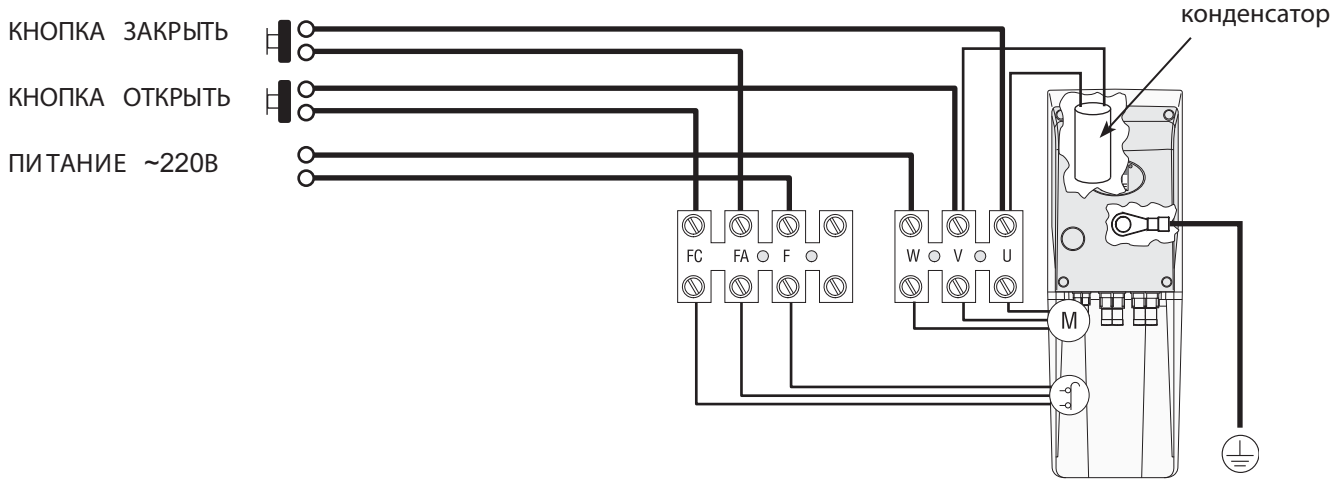 конденсатор
КНОПКА ЗАКРЫТЬ
КНОПКА ОТКРЫТЬ
ПИТАНИЕ ~220В
FC FA F W V U
M